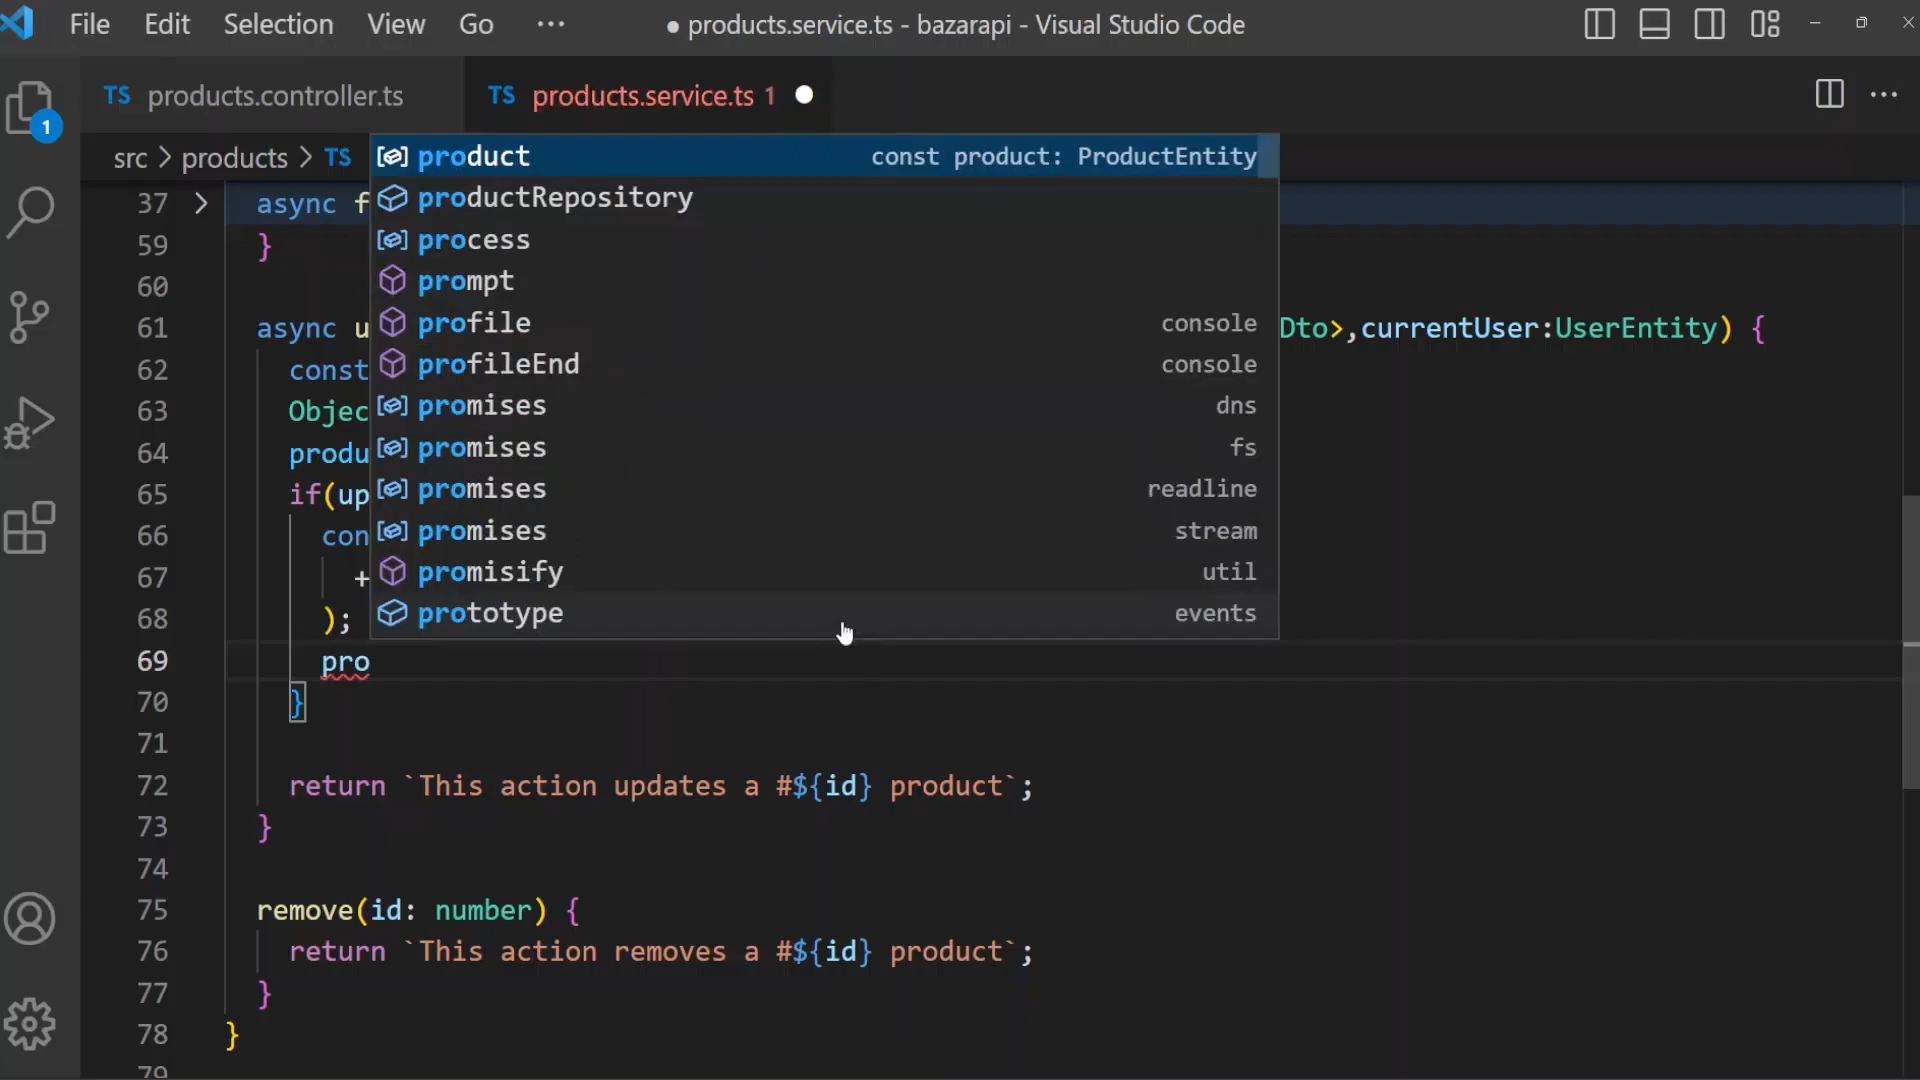 File Edit Selection View Go ··· ● products.service.ts - bazarapi - Visual Studio Code
TS products.controller.ts TS products.service.ts 1 ●
1
src > products > TS
product const product: ProductEntity
productRepository
process
prompt
profile console
profileEnd console
promises dns
promises fs
promises readline
promises stream
promisify util
prototype events
37 async f
59 }
60
61 async u Dto>,currentUser:UserEntity) {
62 const
63 Objec
64 produ
65 if(up
66 con
67 +
68 );
69 pro
70 }
71
72 return `This action updates a #${id} product`;
73 }
74
75 remove(id: number) {
76 return `This action removes a #${id} product`;
77 }
78 }
79